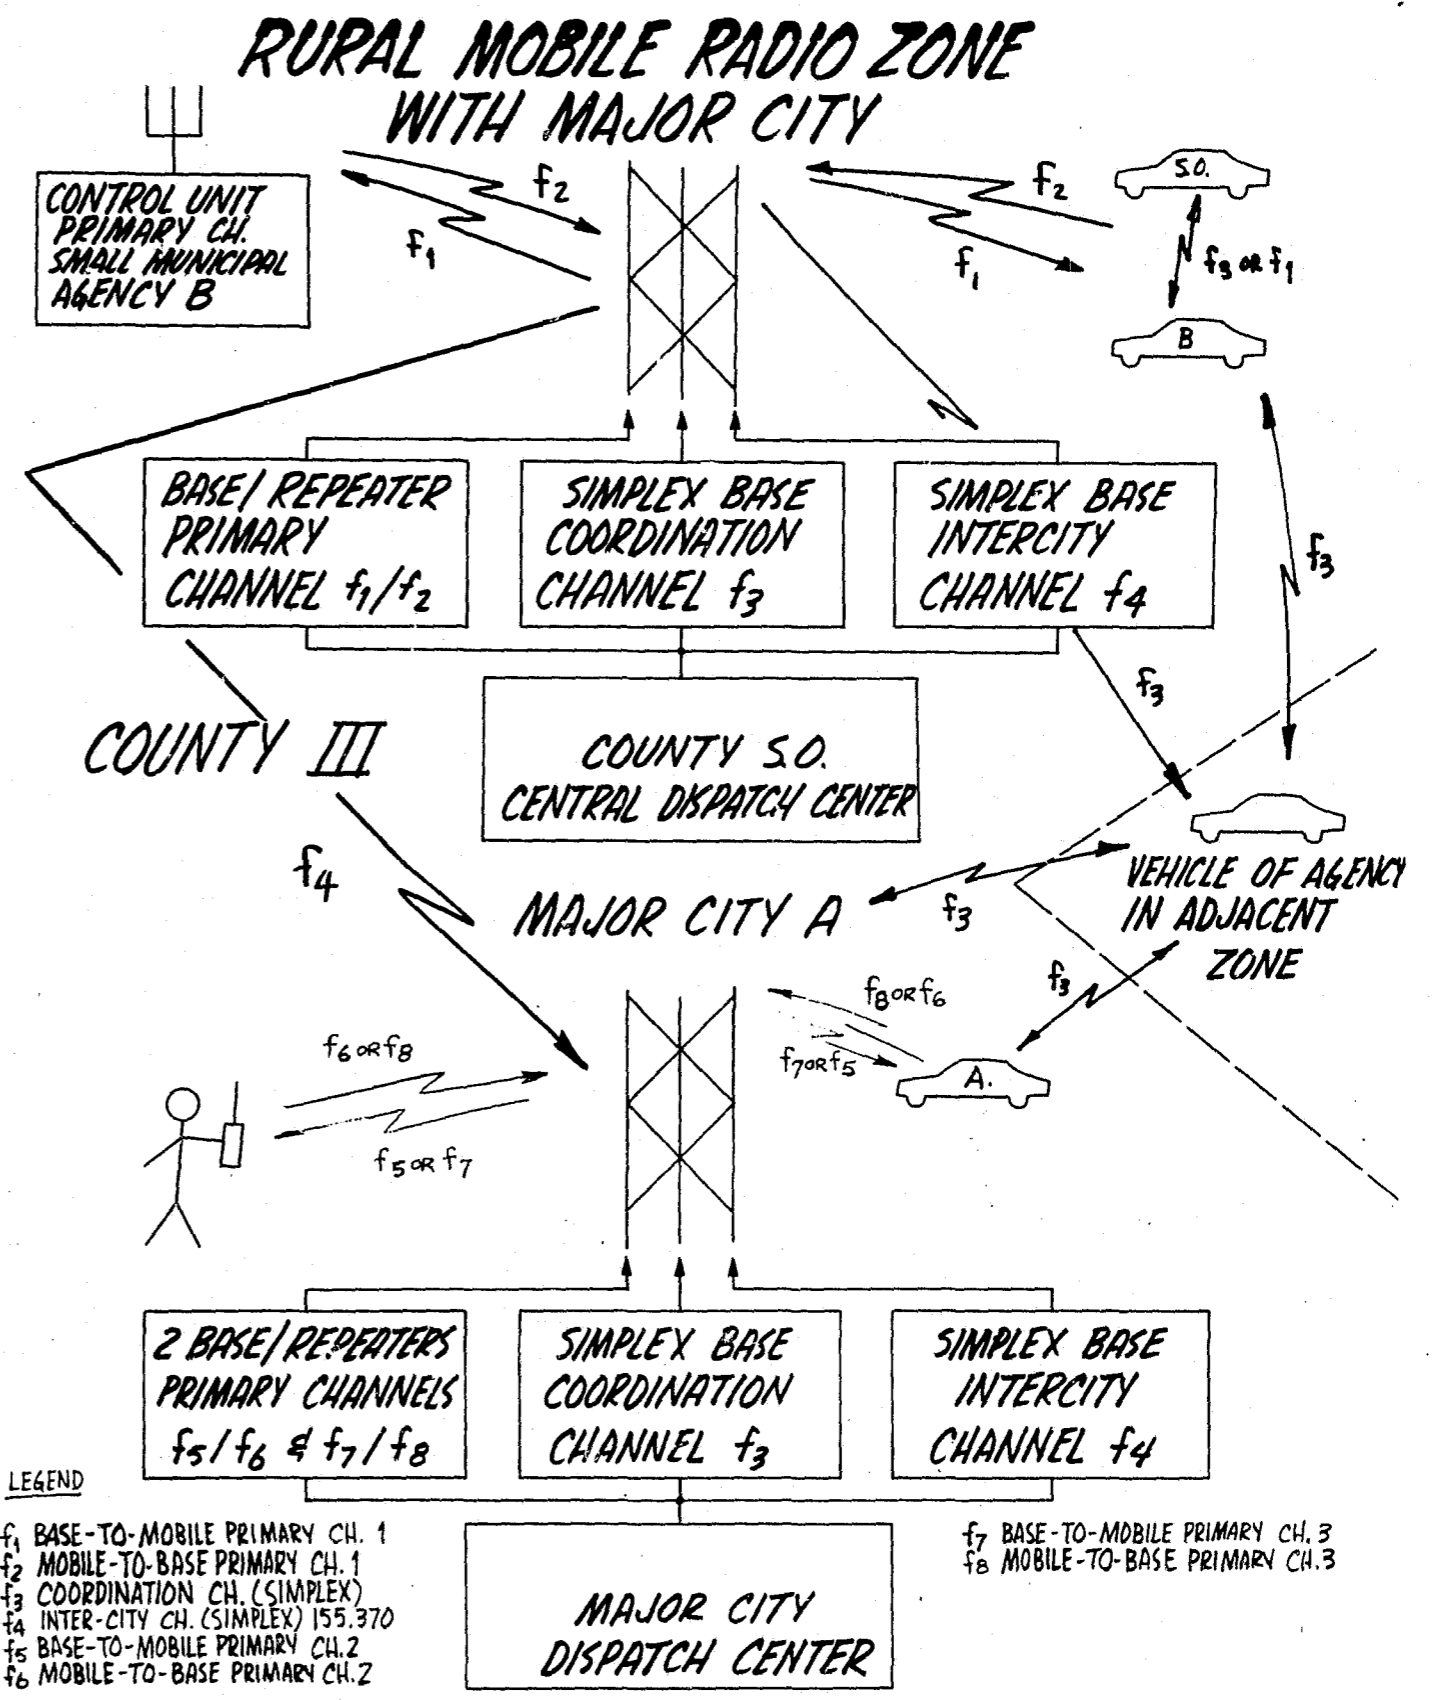 RURAL MOBILE RADIO ZONE
WITH MAJOR CITY
CONTROL UNIT
PRIMARY CH.
SMALL MUNICIPAL
AGENCY B
f2
f1
f2
f1
S.O.
f3 OR f1
B
BASE/REPEATER
PRIMARY
CHANNEL f1/f2
SIMPLEX BASE
COORDINATION
CHANNEL f3
SIMPLEX BASE
INTERCITY
CHANNEL f4
f3
f3
COUNTY III
COUNTY S.O.
CENTRAL DISPATCH CENTER
f4
MAJOR CITY A
f3
VEHICLE OF AGENCY
IN ADJACENT
ZONE
f3
f8 OR f6
f7 OR f5
A.
f6 OR f8
f5 OR f7
2 BASE/REPEATERS
PRIMARY CHANNELS
f5/f6 & f7/f8
SIMPLEX BASE
COORDINATION
CHANNEL f3
SIMPLEX BASE
INTERCITY
CHANNEL f4
LEGEND
f1 BASE-TO-MOBILE PRIMARY CH. 1
f2 MOBILE-TO-BASE PRIMARY CH.1
f3 COORDINATION CH. (SIMPLEX)
f4 INTER-CITY CH. (SIMPLEX) 155.370
f5 BASE-TO-MOBILE PRIMARY CH.2
f6 MOBILE-TO-BASE PRIMARY CH.2
MAJOR CITY
DISPATCH CENTER
f7 BASE-TO-MOBILE PRIMARY CH.3
f8 MOBILE-TO-BASE PRIMARY CH.3